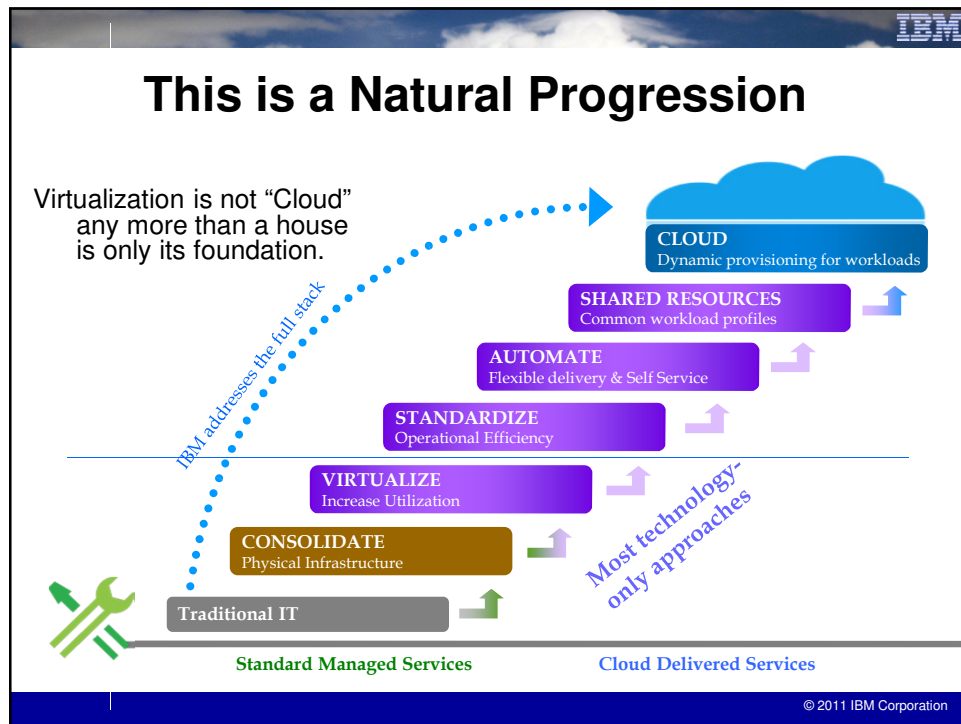 IBM
This is a Natural Progression
Virtualization is not “Cloud”
any more than a house
is only its foundation.
IBM addresses the full stack
CLOUD
Dynamic provisioning for workloads
SHARED RESOURCES
Common workload profiles
AUTOMATE
Flexible delivery & Self Service
STANDARDIZE
Operational Efficiency
VIRTUALIZE
Increase Utilization
Most technology-
only approaches
CONSOLIDATE
Physical Infrastructure
Traditional IT
Standard Managed Services
Cloud Delivered Services
© 2011 IBM Corporation